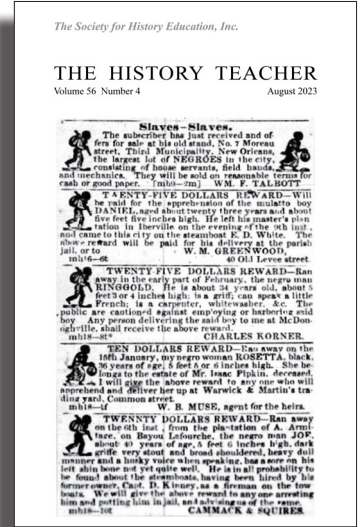 The Society for History Education, Inc.
THE HISTORY TEACHER
Volume 56 Number 4
August 2023
Slaves–Slaves.
The subscriber has just received and of-
fers for sale at his old stand, No. 7 Moreau
street, Third Municipality, New Orleans,
the largest lot of NEGROES in the city,
consisting of house servants, field hands,
and mechanics. They will be sold on reasonable terms for
cash or good paper. [mh9–2m] WM. F. TALBOTT
TWENTY-FIVE DOLLARS REWARD—Will
be paid for the apprehension of the mulatto boy
DANIEL, aged about twenty three years and about
five feet five inches high. He left his master's plan
tation in Iberville on the evening of the 9th inst,
and came to this city on the steamboat E. D. White. The
above reward will be paid for his delivery at the parish
jail, or to W. M. GREENWOOD,
mh16–6t 40 Old Levee street.
TWENTY-FIVE DOLLARS REWARD—Ran
away in the early part of February, the negro man
RINGGOLD. He is about 34 years old, about 5
feet 3 or 4 inches high: is a griff; can speak a little
French; is a carpenter, whitewasher, &c. The
public are cautioned against employing or harboring said
boy Any person delivering the said boy to me at McDon-
oghville, shall receive the above reward.
mh18–8t* CHARLES KORNER.
TEN DOLLARS REWARD—Ran away on the
15th January, my negro woman ROSETTA, black,
36 years of age; 5 feet 5 or 6 inches high. She be-
longs to the estate of Mr. Isaac Pipkin, deceased.
I will give the above reward to any one who will
apprehend and deliver her up at Warwick & Martin's tra-
ding yard, Common street.
mh18–1f W. B. MUSE, agent for the heirs.
TWENNTY DOLLARS REWARD—Ran away
on the 6th inst, from the plantation of A. Armi-
taze, on Bayou Lafourche, the negro man JOE,
about 40 years of age, 5 feet 6 inches high, dark
griffe very stout and broad shouldered, heavy dull
manner and a husky voice when speaking, has a sore on his
left shin bone not yet quite well. He is in all probability to
be found about the steamboats, having been hired by his
former owner, Capt. D. Kinney, as a fireman on the tow
boats. We will give the above reward to any one arresting
him and putting him in jail, and advising us of the same.
mh18–10t CAMMACK & SQUIRES.